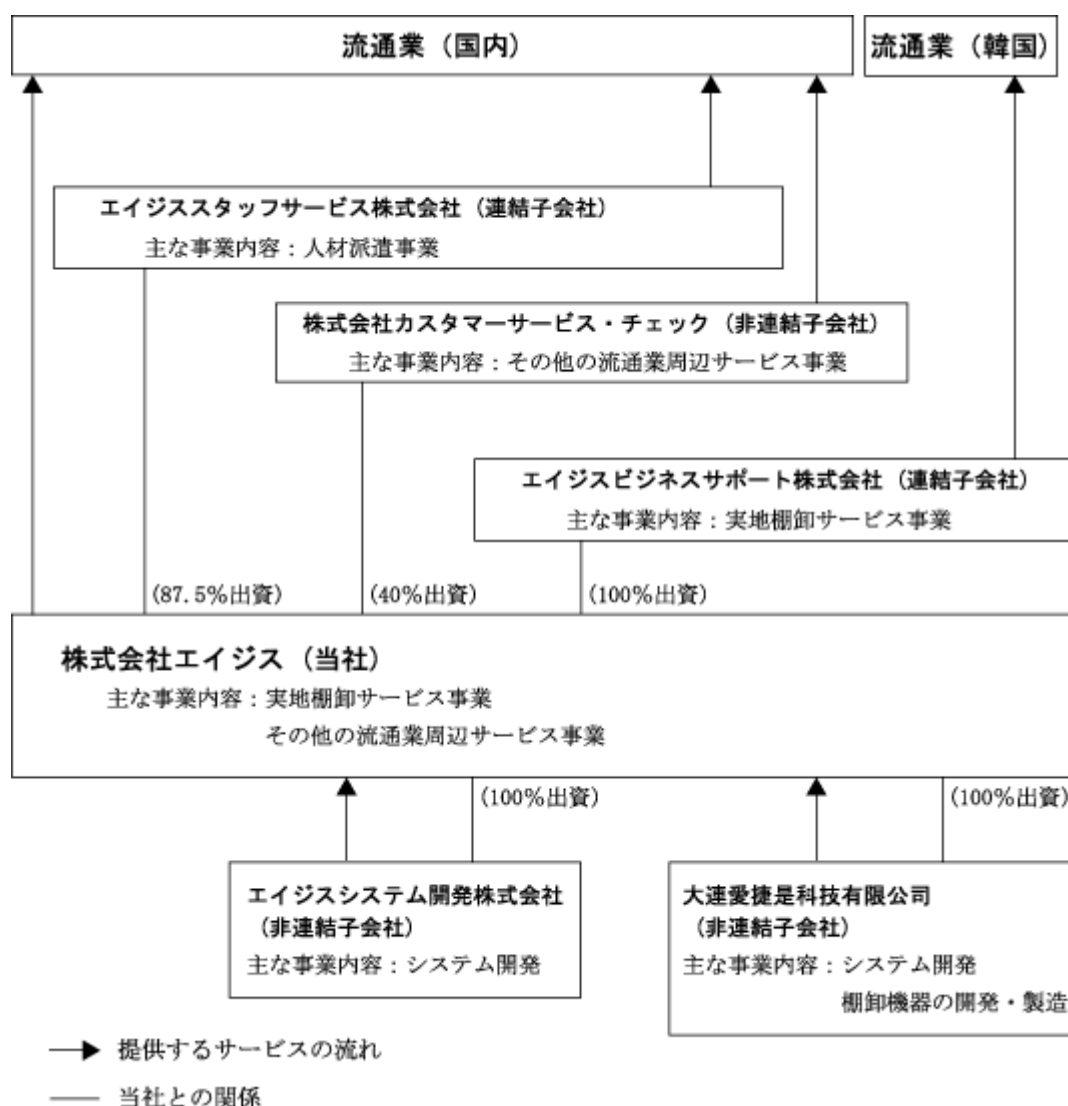 流通業（国内）
流通業（韓国）
エイジススタッフサービス株式会社（連結子会社）
主な事業内容：人材派遣事業
株式会社カスタマーサービス・チェック（非連結子会社）
主な事業内容：その他の流通業周辺サービス事業
エイジスビジネスサポート株式会社（連結子会社）
主な事業内容：実地棚卸サービス事業
(87.5%出資)
(40%出資)
(100%出資)
株式会社エイジス（当社）
主な事業内容：実地棚卸サービス事業
その他の流通業周辺サービス事業
(100%出資)
(100%出資)
エイジスシステム開発株式会社
（非連結子会社）
主な事業内容：システム開発
大連愛捷是科技有限公司
（非連結子会社）
主な事業内容：システム開発
棚卸機器の開発・製造
提供するサービスの流れ
当社との関係